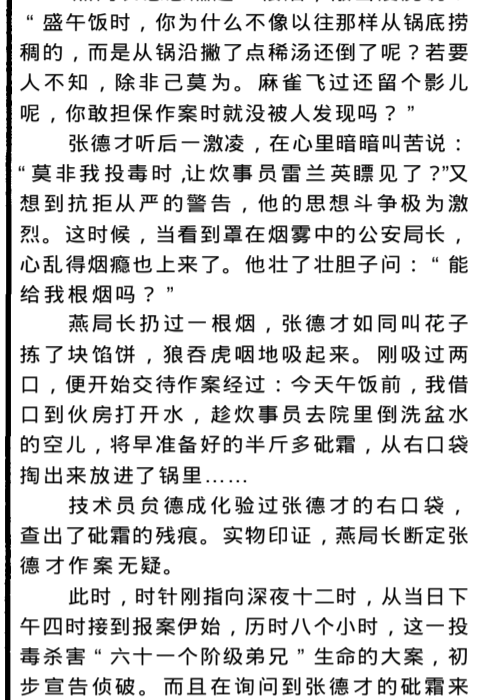 “盛午饭时，你为什么不像以往那样从锅底捞
稠的，而是从锅沿撇了点稀汤还倒了呢？若要
人不知，除非己莫为。麻雀飞过还留个影儿
呢，你敢担保作案时就没被人发现吗？”
张德才听后一激凌，在心里暗暗叫苦说：
“莫非我投毒时,让炊事员雷兰英瞟见了?”又
想到抗拒从严的警告，他的思想斗争极为激
烈。这时候，当看到罩在烟雾中的公安局长，
心乱得烟瘾也上来了。他壮了壮胆子问：“能
给我根烟吗？”
燕局长扔过一根烟，张德才如同叫花子
拣了块馅饼，狼吞虎咽地吸起来。刚吸过两
口，便开始交待作案经过：今天午饭前，我借
口到伙房打开水，趁炊事员去院里倒洗盆水
的空儿，将早准备好的半斤多砒霜，从右口袋
掏出来放进了锅里……
技术员贠德成化验过张德才的右口袋，
查出了砒霜的残痕。实物印证，燕局长断定张
德才作案无疑。
此时，时针刚指向深夜十二时，从当日下
午四时接到报案伊始，历时八个小时，这一投
毒杀害“六十一个阶级弟兄”生命的大案，初
步宣告侦破。而且在询问到张德才的砒霜来